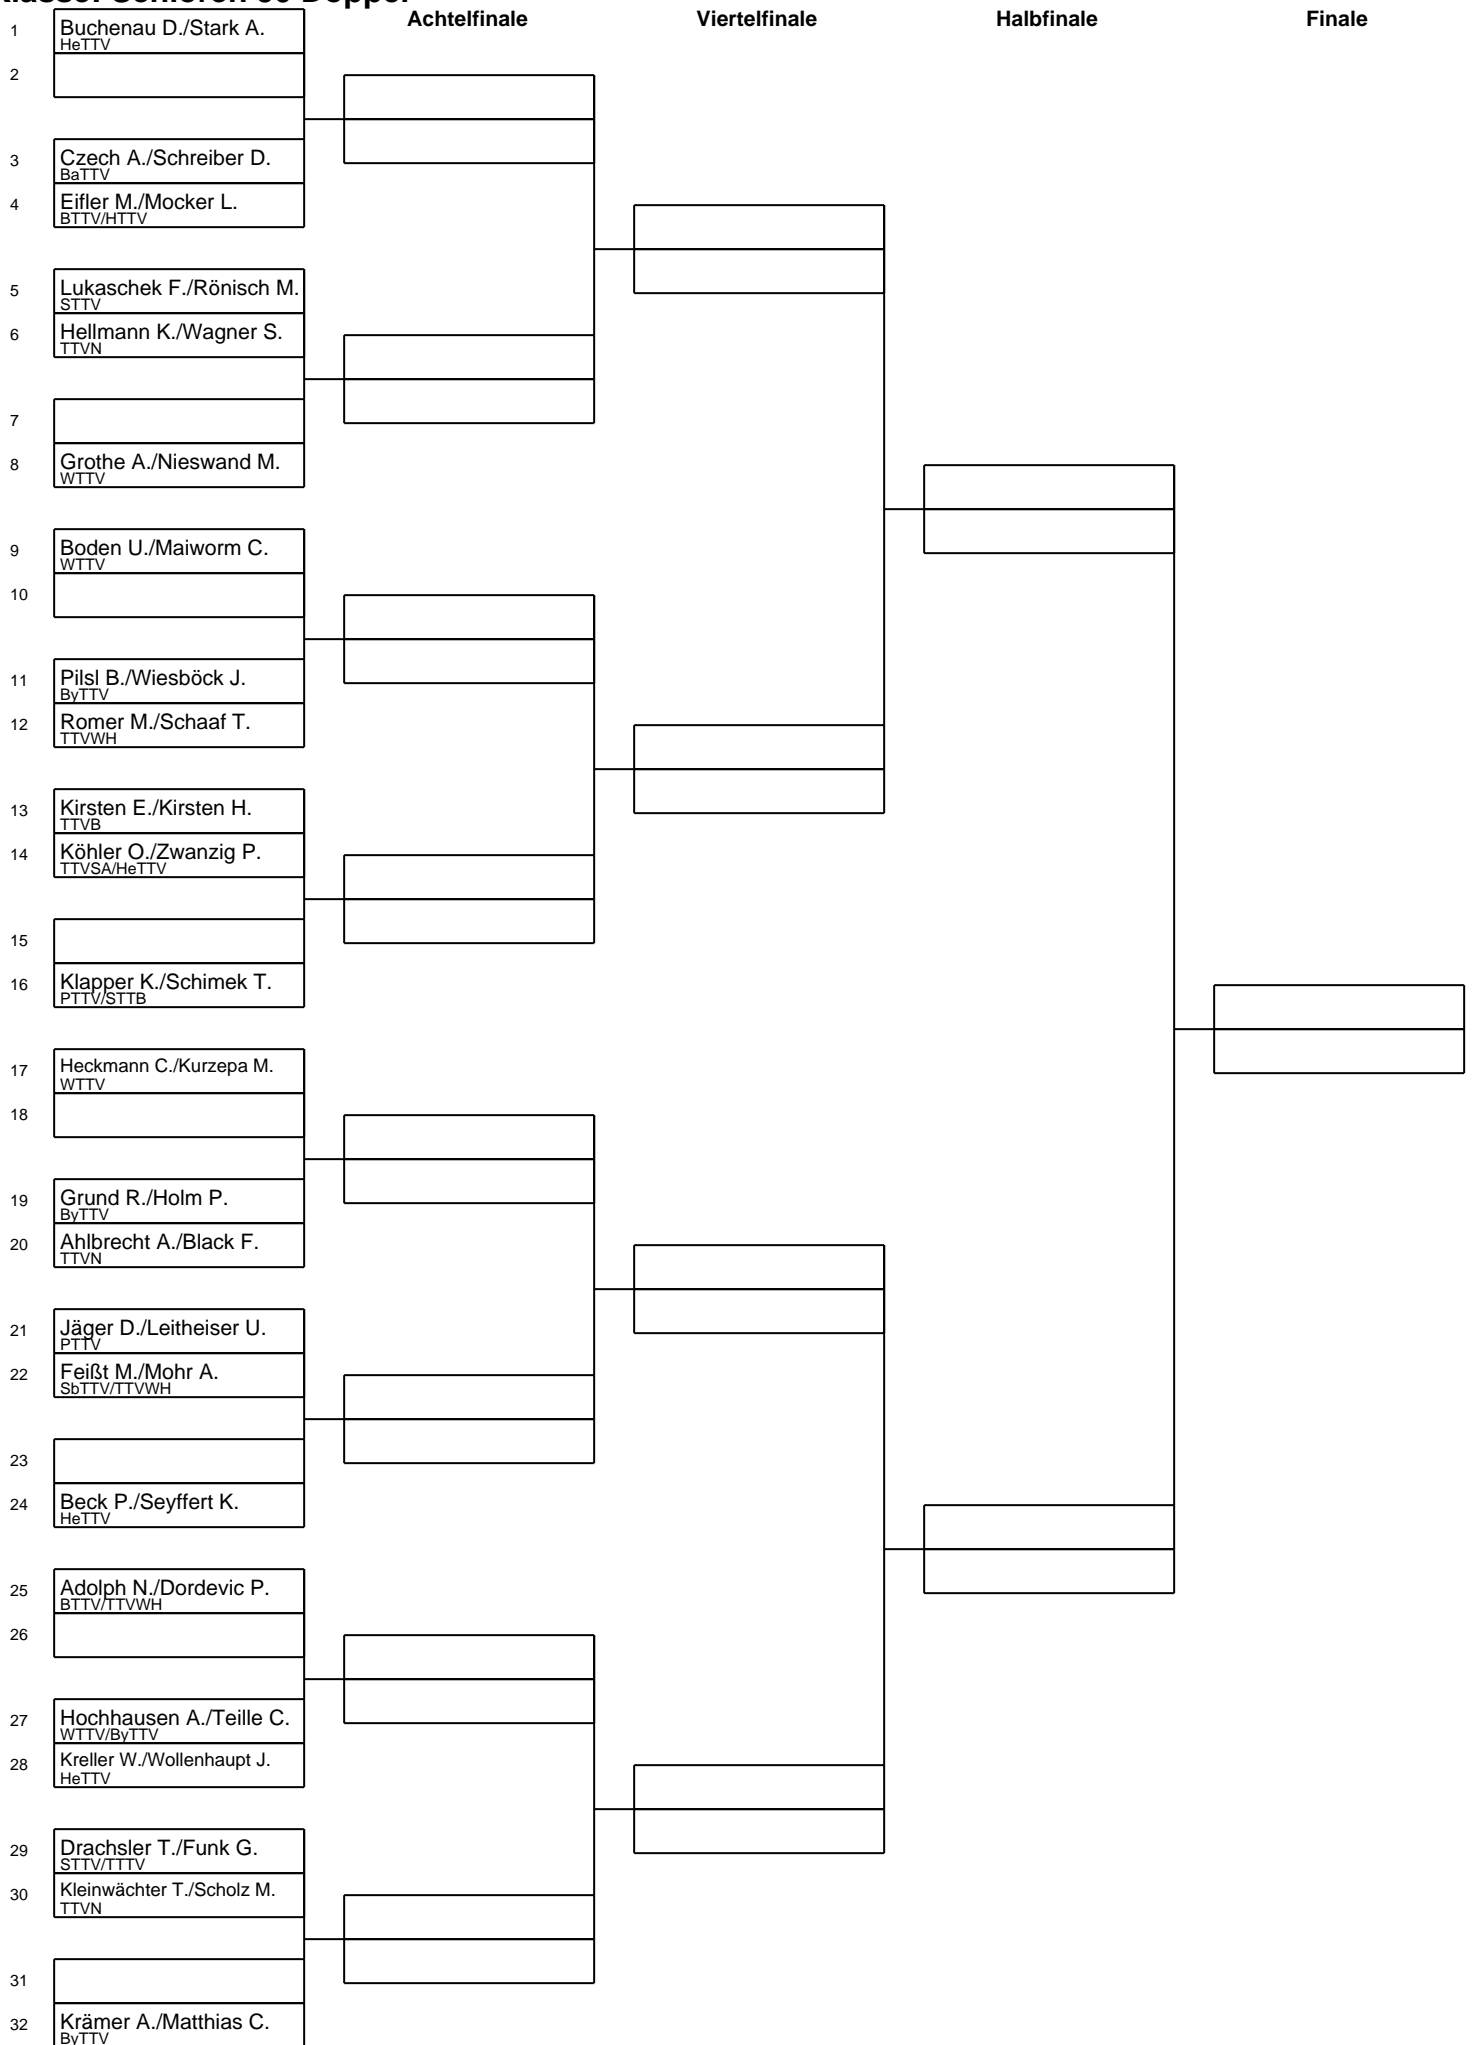 Achtelfinale Viertelfinale Halbfinale Finale
1 Buchenau D./Stark A.
HeTTV
2
3 Czech A./Schreiber D.
BaTTV
4 Eifler M./Mocker L.
BTTV/HTTV
5 Lukaschek F./Rönisch M.
STTV
6 Hellmann K./Wagner S.
TTVN
7
8 Grothe A./Nieswand M.
WTTV
9 Boden U./Maiworm C.
WTTV
10
11 Pilsl B./Wiesböck J.
ByTTV
12 Romer M./Schaaf T.
TTVWH
13 Kirsten E./Kirsten H.
TTVB
14 Köhler O./Zwanzig P.
TTVSA/HeTTV
15
16 Klapper K./Schimek T.
PTTV/STTB
17 Heckmann C./Kurzepa M.
WTTV
18
19 Grund R./Holm P.
ByTTV
20 Ahlbrecht A./Black F.
TTVN
21 Jäger D./Leitheiser U.
PTTV
22 Feißt M./Mohr A.
SbTTV/TTVWH
23
24 Beck P./Seyffert K.
HeTTV
25 Adolph N./Dordevic P.
BTTV/TTVWH
26
27 Hochhausen A./Teille C.
WTTV/ByTTV
28 Kreller W./Wollenhaupt J.
HeTTV
29 Drachsler T./Funk G.
STTV/TTTV
30 Kleinwächter T./Scholz M.
TTVN
31
32 Krämer A./Matthias C.
ByTTV